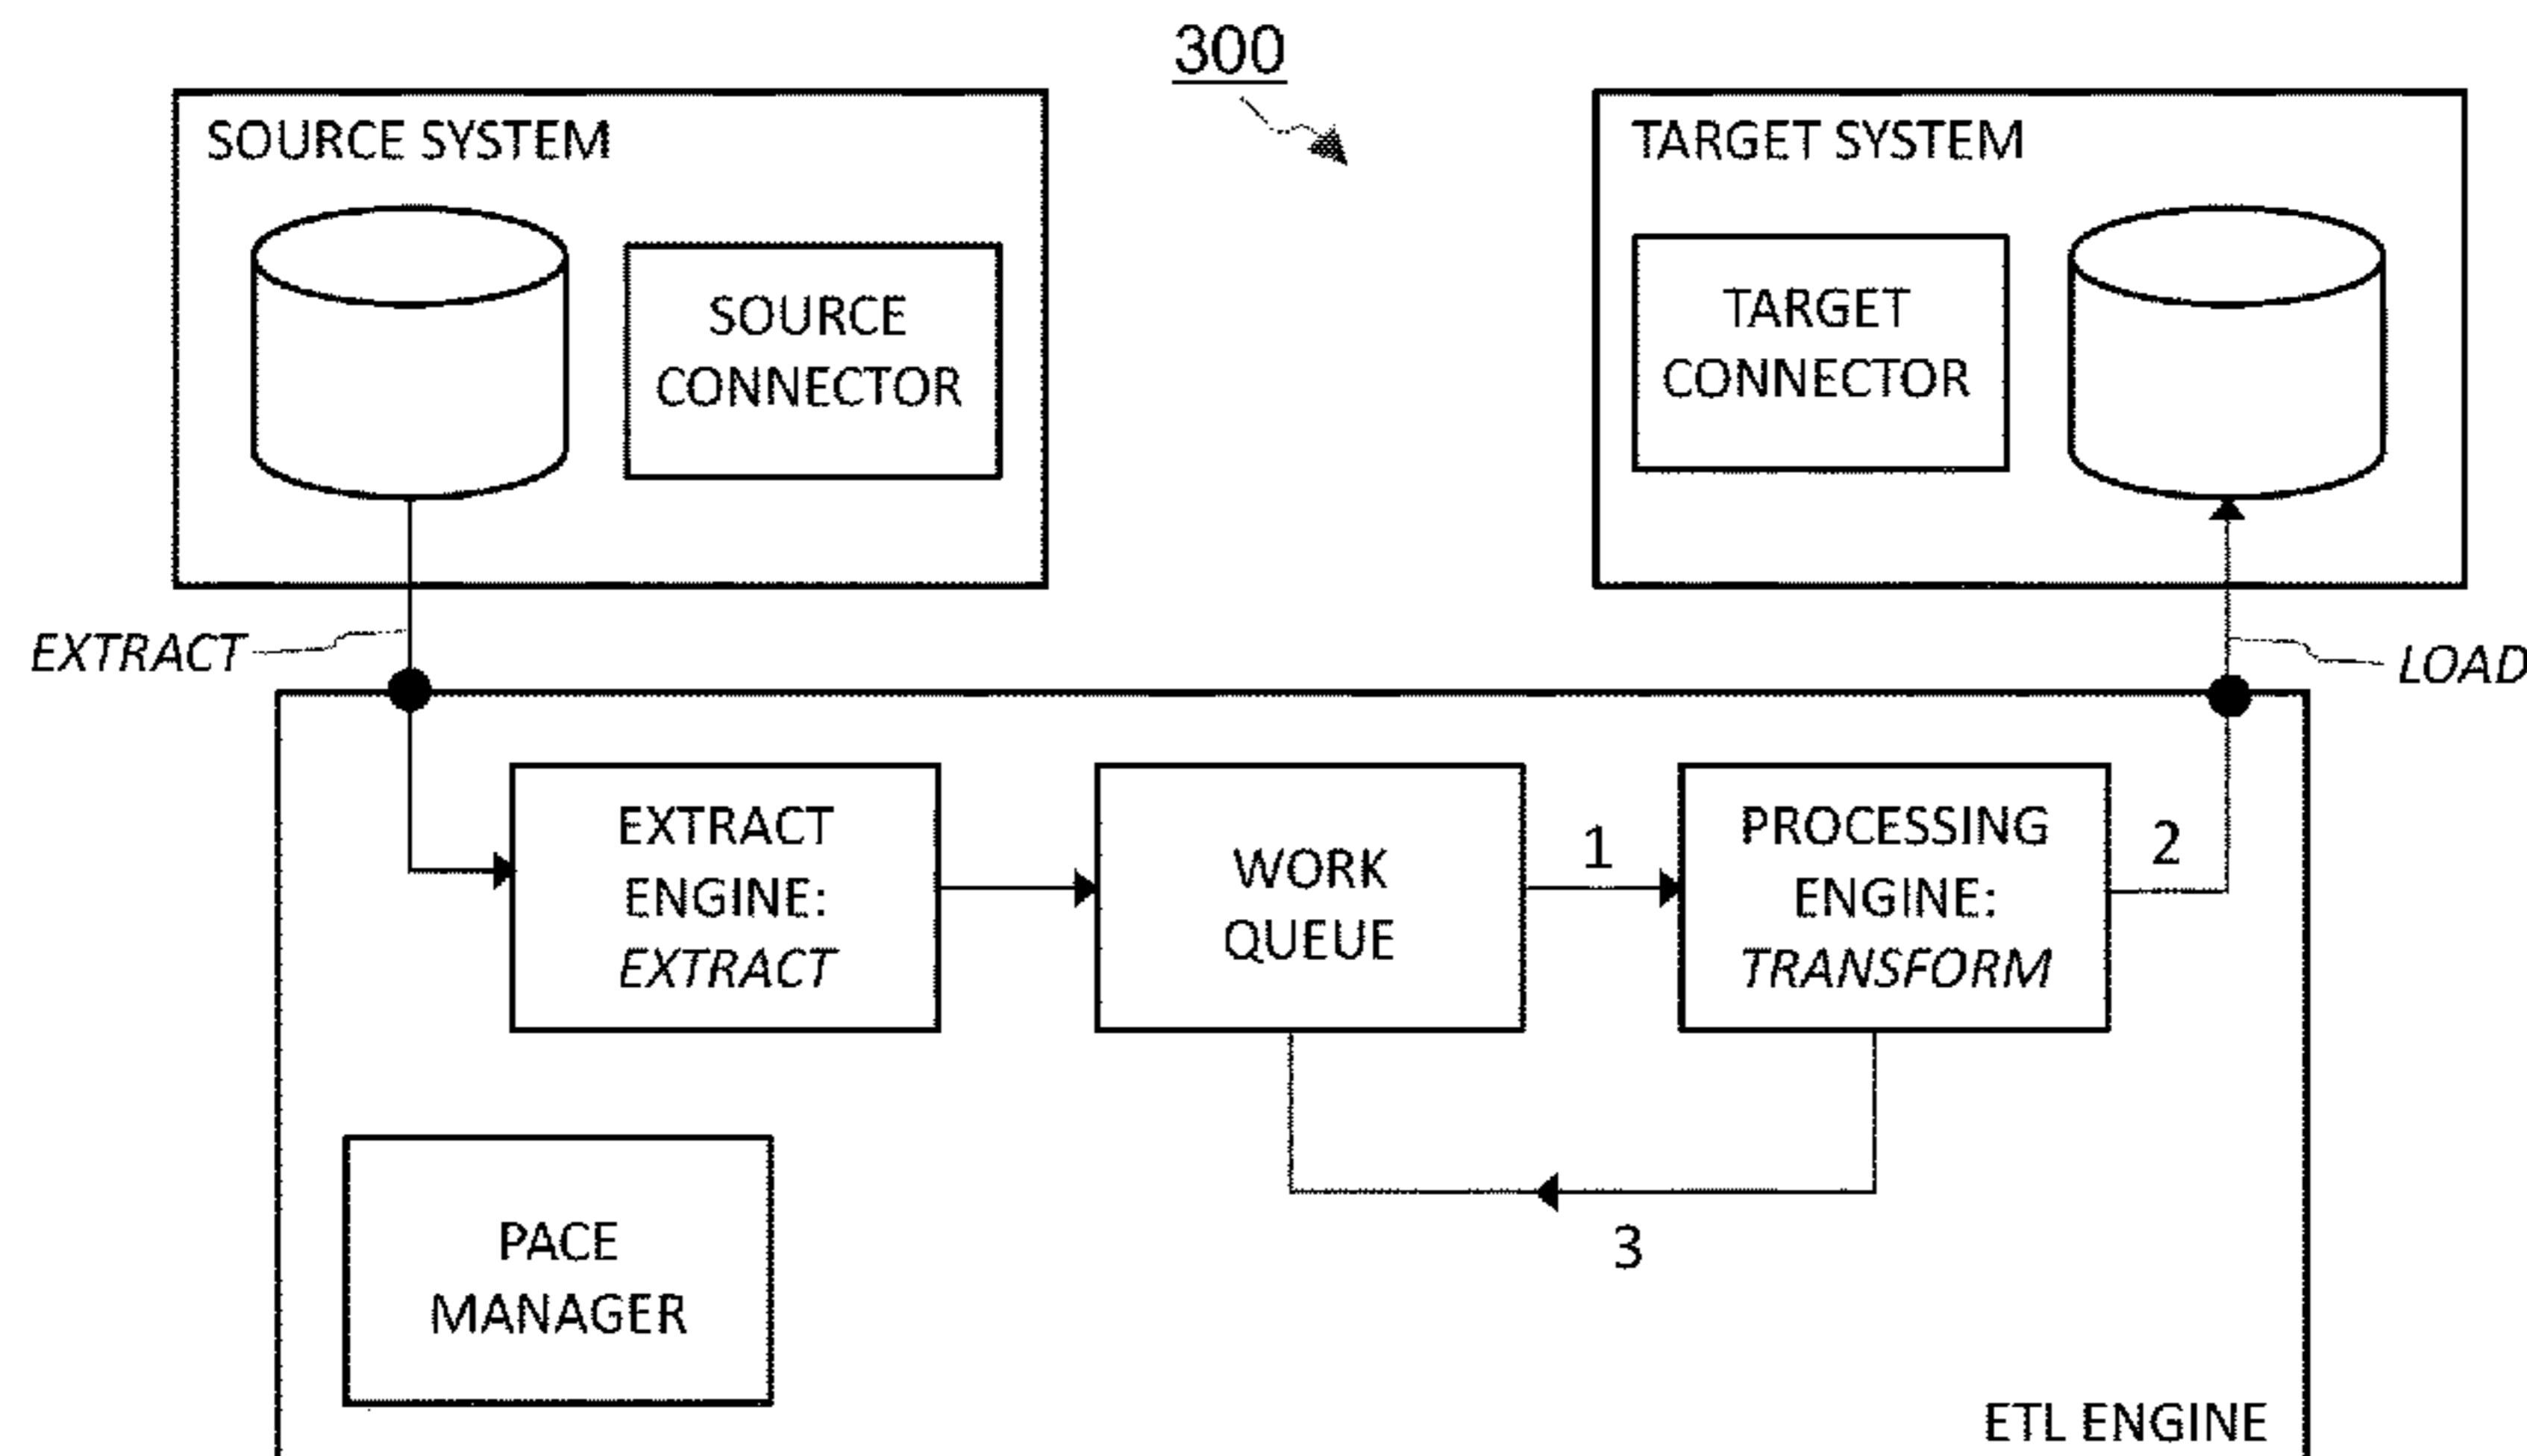 300
SOURCE SYSTEM
SOURCE
CONNECTOR
TARGET SYSTEM
TARGET
CONNECTOR
EXTRACT
LOAD
EXTRACT
ENGINE:
EXTRACT
WORK
QUEUE
1
PROCESSING
ENGINE:
TRANSFORM
2
3
PACE
MANAGER
ETL ENGINE